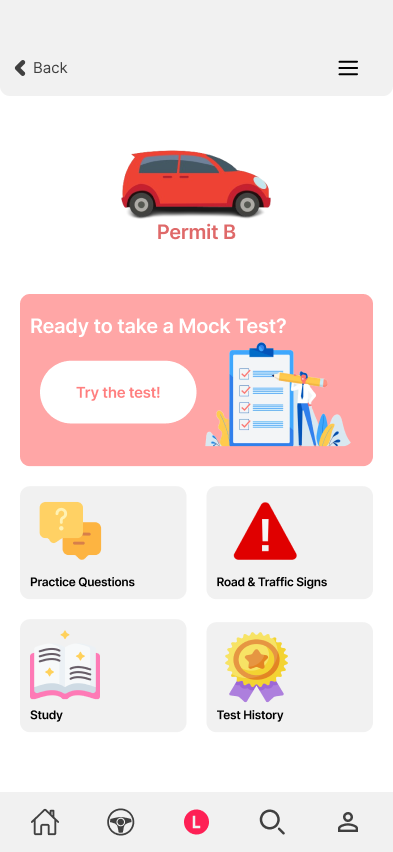 Back
Permit B
Ready to take a Mock Test?
Try the test!
?
!
Practice Questions
Road & Traffic Signs
Study
Test History
L